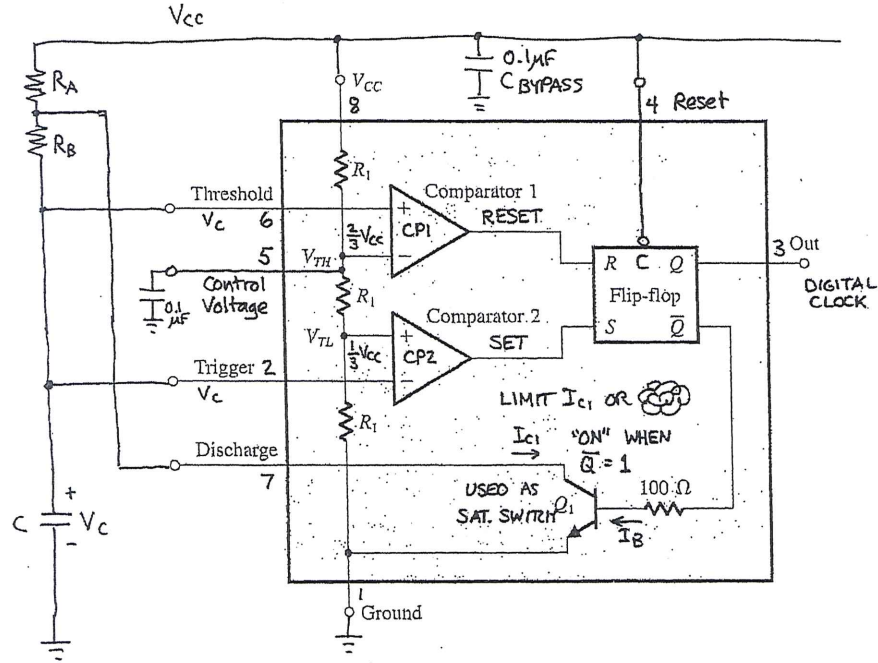 Vcc
RA
RB
Vcc
8
0.1μF
C BYPASS
4 Reset
R1
Threshold
Vc 6
Comparator 1
+
CP1
−
RESET
2/3 Vcc
5
VTH
Control
Voltage
0.1
μF
R1
R C Q
Flip-flop
S Q̅
3 Out
DIGITAL
CLOCK
Comparator 2
+
CP2
−
SET
VTL
1/3 Vcc
Trigger 2
Vc
R1
LIMIT Ic1 OR
Ic1
"ON" WHEN
Q̅ = 1
Discharge
7
USED AS
SAT. SWITCH
Q1
100 Ω
IB
+
C Vc
-
1
Ground